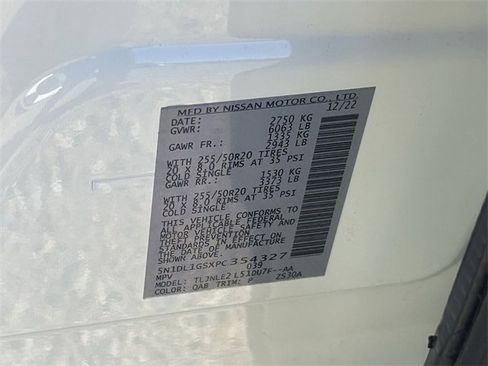 MFD BY NISSAN MOTOR CO., LTD.
DATE: 12/22
GVWR: 2750 KG
6063 LB
GAWR FR.: 1335 KG
2943 LB
WITH 255/50R20 TIRES
20 X 8.0 RIMS AT 35 PSI
COLD SINGLE
GAWR RR.: 1530 KG
3373 LB
WITH 255/50R20 TIRES
20 X 8.0 RIMS AT 35 PSI
COLD SINGLE
THIS VEHICLE CONFORMS TO
ALL APPLICABLE FEDERAL
MOTOR VEHICLE SAFETY AND
THEFT PREVENTION
STANDARDS IN EFFECT ON
THE DATE OF MANUFACTURE
SHOWN ABOVE.
5N1DL1GSXPC354327
MPV 039
MODEL: TLJNLE2L510U7F--AA
COLOR: QAB TRIM: P ZS30A